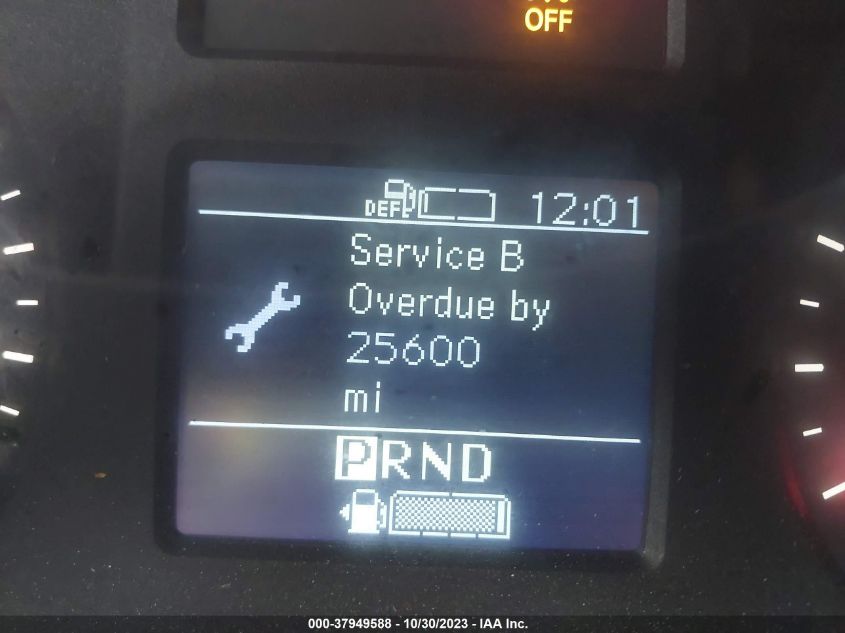 OFF
DEF
12:01
Service B
Overdue by
25600
mi
PRND
000-37949588 - 10/30/2023 - IAA Inc.